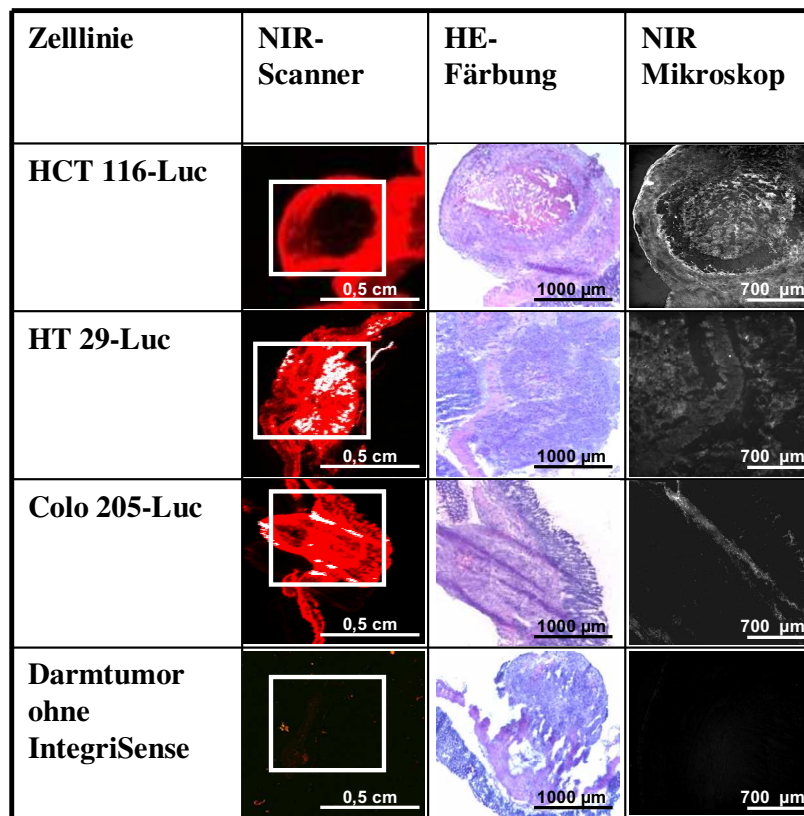 Zelllinie
NIR-
Scanner
HE-
Färbung
NIR
Mikroskop
HCT 116-Luc
0,5 cm
1000 µm
700 µm
HT 29-Luc
0,5 cm
1000 µm
700 µm
Colo 205-Luc
0,5 cm
1000 µm
700 µm
Darmtumor
ohne
IntegriSense
0,5 cm
1000 µm
700 µm